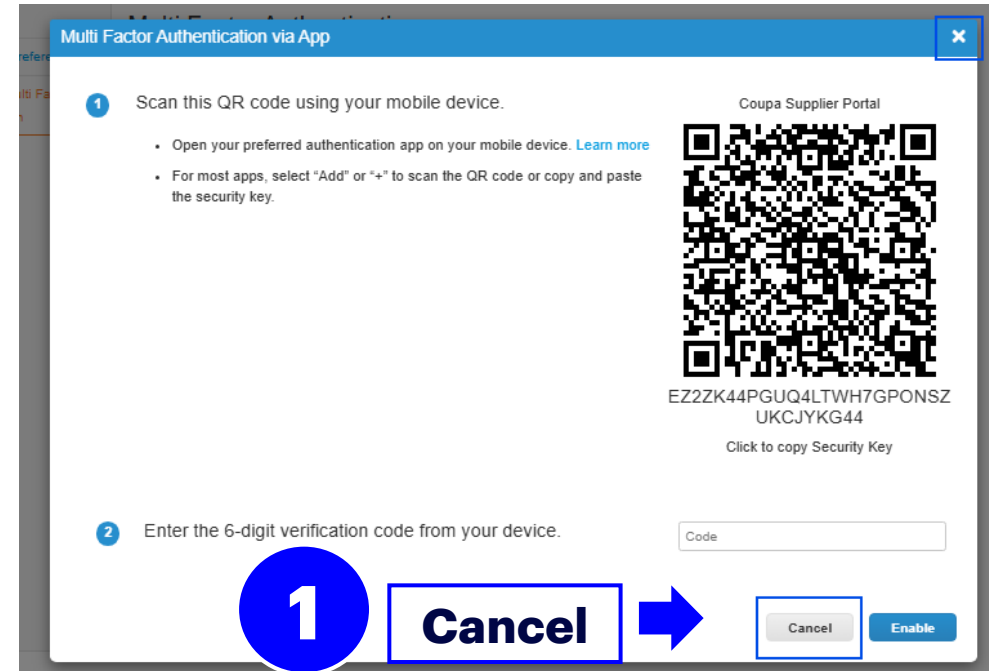 Multi Factor Authentication via App
Scan this QR code using your mobile device.
1
• Open your preferred authentication app on your mobile device. Learn more
• For most apps, select “Add” or “+” to scan the QR code or copy and paste
the security key.
Coupa Supplier Portal
EZ2ZK44PGUQ4LTWH7GPONSZ
UKCJYKG44
Click to copy Security Key
2
Enter the 6-digit verification code from your device.
Code
1
Cancel
Cancel
Enable